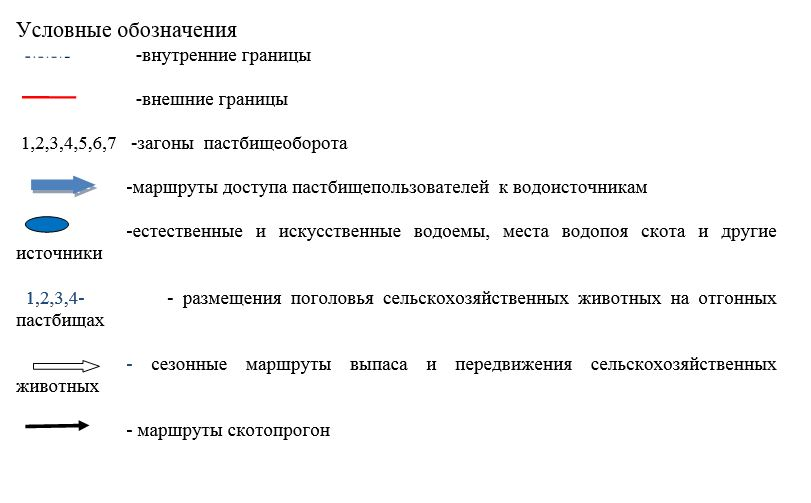 Условные обозначения
-внутренние границы
-внешние границы
1,2,3,4,5,6,7 -загоны пастбищеоборота
-маршруты доступа пастбищепользователей к водоисточникам
-естественные и искусственные водоемы, места водопоя скота и другие
источники
1,2,3,4- - размещения поголовья сельскохозяйственных животных на отгонных
пастбищах
- сезонные маршруты выпаса и передвижения сельскохозяйственных
животных
- маршруты скотопрогон